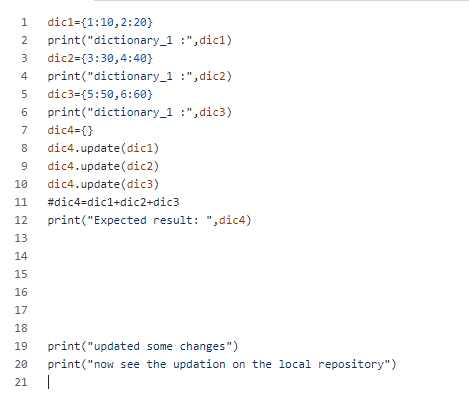 1 dic1={1:10,2:20}
2 print("dictionary_1 :",dic1)
3 dic2={3:30,4:40}
4 print("dictionary_1 :",dic2)
5 dic3={5:50,6:60}
6 print("dictionary_1 :",dic3)
7 dic4={}
8 dic4.update(dic1)
9 dic4.update(dic2)
10 dic4.update(dic3)
11 #dic4=dic1+dic2+dic3
12 print("Expected result: ",dic4)
13
14
15
16
17
18
19 print("updated some changes")
20 print("now see the updation on the local repository")
21